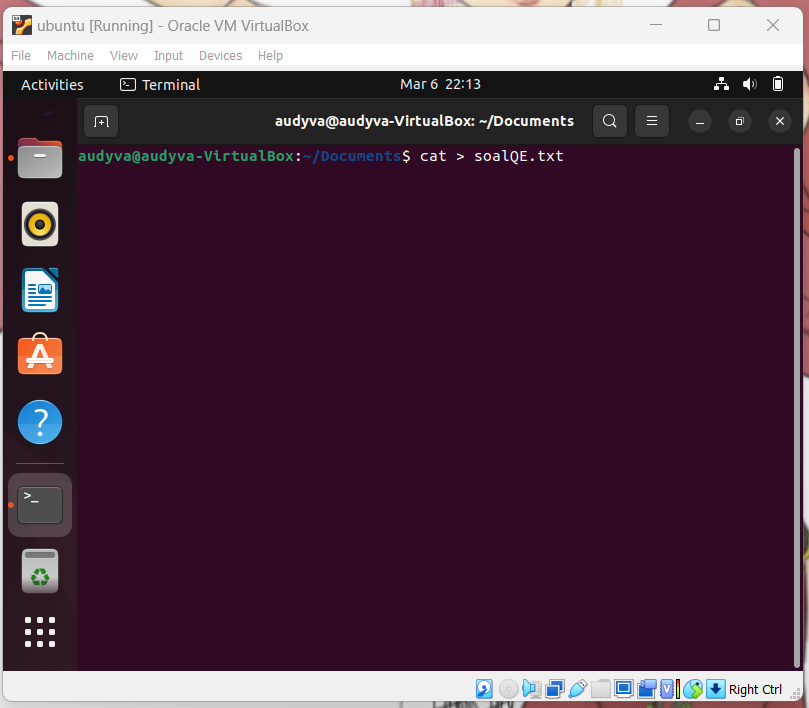 ubuntu [Running] - Oracle VM VirtualBox
File Machine View Input Devices Help
Activities Terminal Mar 6 22:13
audyva@audyva-VirtualBox: ~/Documents
audyva@audyva-VirtualBox:~/Documents$ cat > soalQE.txt
>_
?
V
Right Ctrl